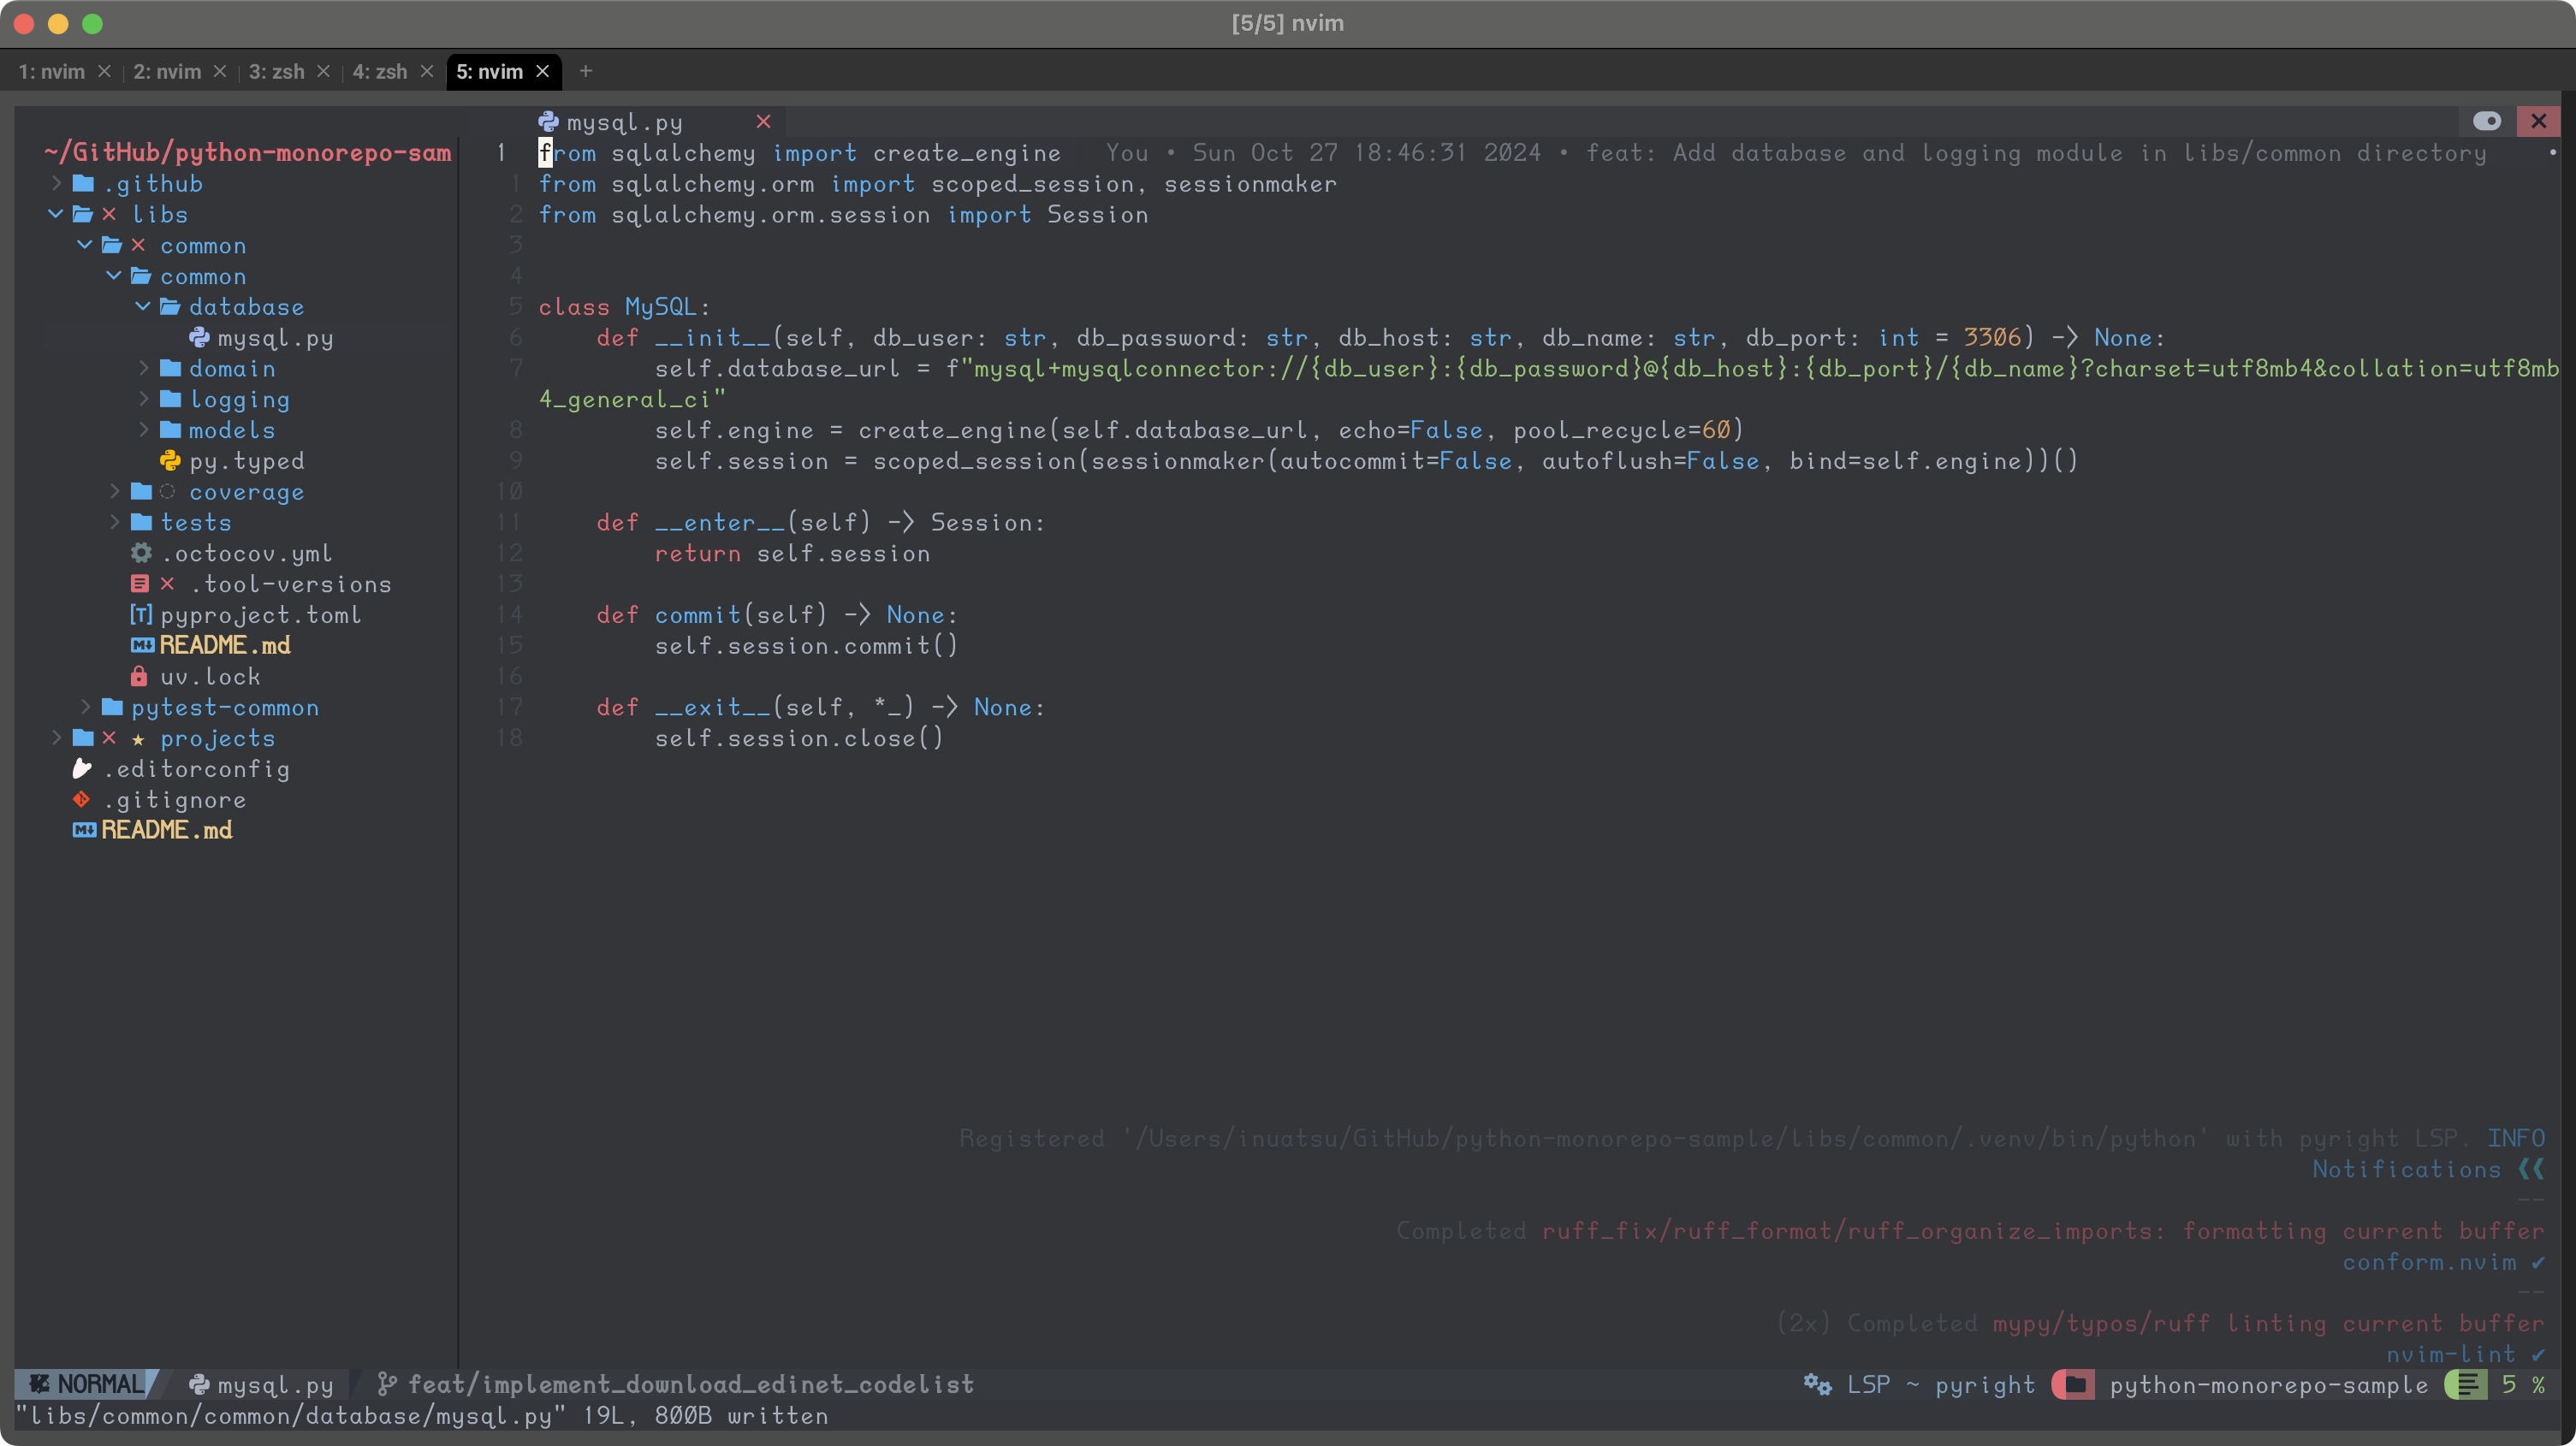 [5/5] nvim
1: nvim × 2: nvim × 3: zsh × 4: zsh × 5: nvim × +
mysql.py ×
~/GitHub/python-monorepo-sam
.github
libs
common
common
database
mysql.py
domain
logging
models
py.typed
coverage
tests
.octocov.yml
.tool-versions
[T] pyproject.toml
README.md
uv.lock
pytest-common
projects
.editorconfig
.gitignore
README.md
1 from sqlalchemy import create_engine You • Sun Oct 27 18:46:31 2024 • feat: Add database and logging module in libs/common directory •
1 from sqlalchemy.orm import scoped_session, sessionmaker
2 from sqlalchemy.orm.session import Session
3
4
5 class MySQL:
6     def __init__(self, db_user: str, db_password: str, db_host: str, db_name: str, db_port: int = 3306) -> None:
7         self.database_url = f"mysql+mysqlconnector://{db_user}:{db_password}@{db_host}:{db_port}/{db_name}?charset=utf8mb4&collation=utf8mb
4_general_ci"
8         self.engine = create_engine(self.database_url, echo=False, pool_recycle=60)
9         self.session = scoped_session(sessionmaker(autocommit=False, autoflush=False, bind=self.engine))()
10
11     def __enter__(self) -> Session:
12         return self.session
13
14     def commit(self) -> None:
15         self.session.commit()
16
17     def __exit__(self, *_) -> None:
18         self.session.close()
Registered '/Users/inuatsu/GitHub/python-monorepo-sample/libs/common/.venv/bin/python' with pyright LSP. INFO
Notifications ❰❰
--
Completed ruff_fix/ruff_format/ruff_organize_imports: formatting current buffer
conform.nvim ✔
--
(2x) Completed mypy/typos/ruff linting current buffer
nvim-lint ✔
NORMAL mysql.py feat/implement_download_edinet_codelist LSP ~ pyright python-monorepo-sample 5 %
"libs/common/common/database/mysql.py" 19L, 800B written